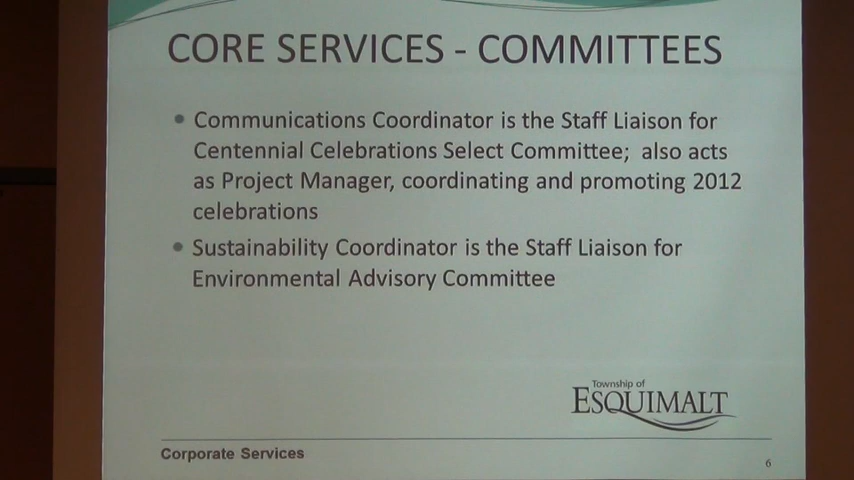 CORE SERVICES - COMMITTEES
Communications Coordinator is the Staff Liaison for
Centennial Celebrations Select Committee; also acts
as Project Manager, coordinating and promoting 2012
celebrations
Sustainability Coordinator is the Staff Liaison for
Environmental Advisory Committee
Township of
ESQUIMALT
Corporate Services
6